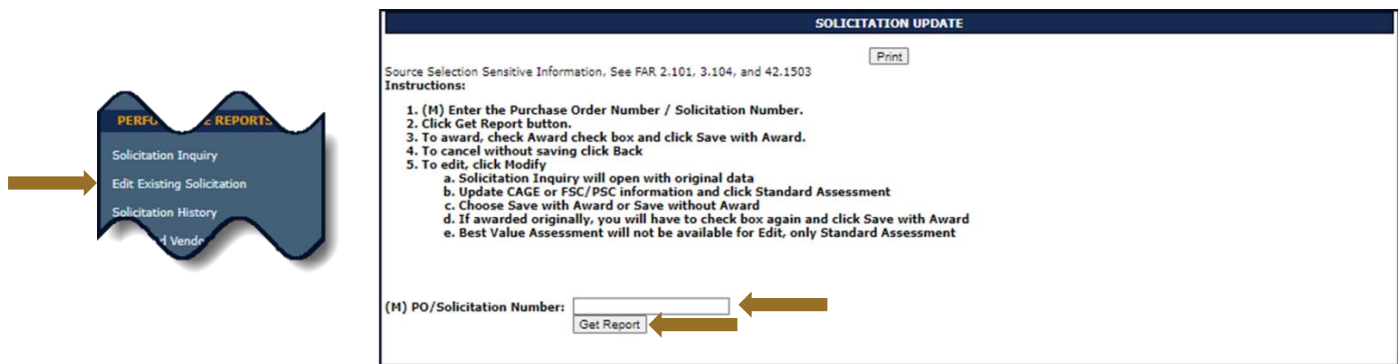 PERFO E REPORTS
Solicitation Inquiry
Edit Existing Solicitation
Solicitation History
d Vendo
SOLICITATION UPDATE
Print
Source Selection Sensitive Information, See FAR 2.101, 3.104, and 42.1503
Instructions:
1. (M) Enter the Purchase Order Number / Solicitation Number.
2. Click Get Report button.
3. To award, check Award check box and click Save with Award.
4. To cancel without saving click Back
5. To edit, click Modify
a. Solicitation Inquiry will open with original data
b. Update CAGE or FSC/PSC information and click Standard Assessment
c. Choose Save with Award or Save without Award
d. If awarded originally, you will have to check box again and click Save with Award
e. Best Value Assessment will not be available for Edit, only Standard Assessment
(M) PO/Solicitation Number:
Get Report